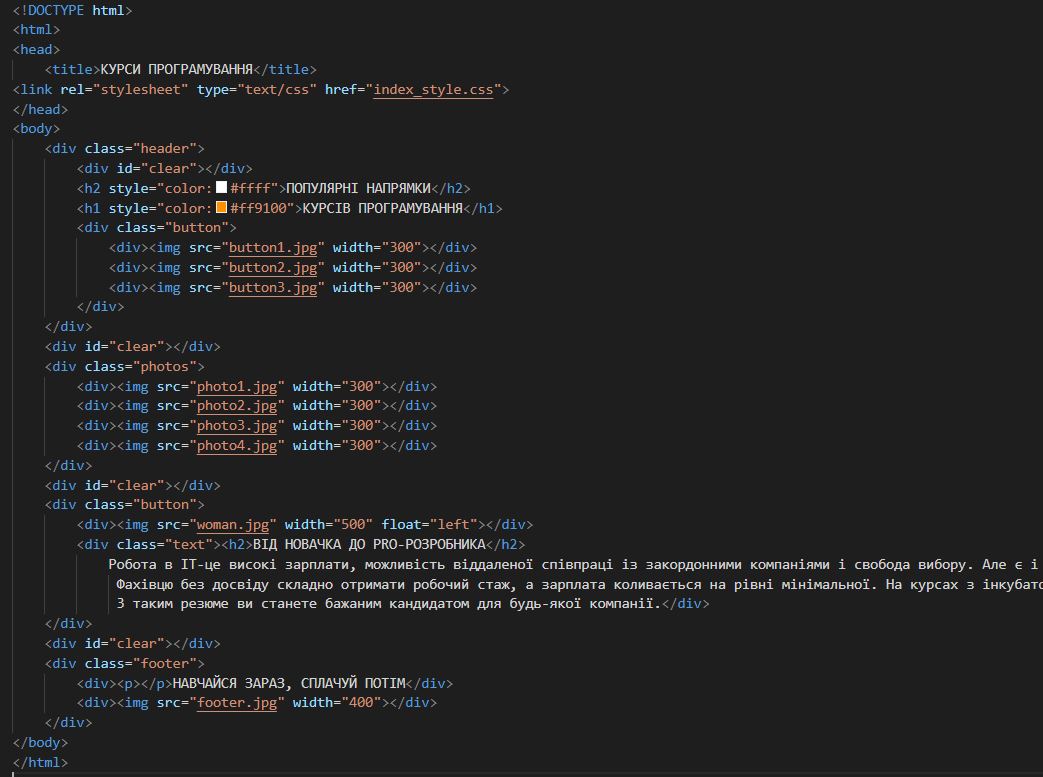 <!DOCTYPE html>
<html>
<head>
    <title>КУРСИ ПРОГРАМУВАННЯ</title>
<link rel="stylesheet" type="text/css" href="index_style.css">
</head>
<body>
    <div class="header">
        <div id="clear"></div>
        <h2 style="color:#ffff">ПОПУЛЯРНІ НАПРЯМКИ</h2>
        <h1 style="color:#ff9100">КУРСІВ ПРОГРАМУВАННЯ</h1>
        <div class="button">
            <div><img src="button1.jpg" width="300"></div>
            <div><img src="button2.jpg" width="300"></div>
            <div><img src="button3.jpg" width="300"></div>
        </div>
    </div>
    <div id="clear"></div>
    <div class="photos">
        <div><img src="photo1.jpg" width="300"></div>
        <div><img src="photo2.jpg" width="300"></div>
        <div><img src="photo3.jpg" width="300"></div>
        <div><img src="photo4.jpg" width="300"></div>
    </div>
    <div id="clear"></div>
    <div class="button">
        <div><img src="woman.jpg" width="500" float="left"></div>
        <div class="text"><h2>ВІД НОВАЧКА ДО PRO-РОЗРОБНИКА</h2>
            Робота в IT-це високі зарплати, можливість віддаленої співпраці із закордонними компаніями і свобода вибору. Але є і
             Фахівцю без досвіду складно отримати робочий стаж, а зарплата коливається на рівні мінімальної. На курсах з
             З таким резюме ви станете бажаним кандидатом для будь-якої компанії.</div>
    </div>
    <div id="clear"></div>
    <div class="footer">
        <div><p></p>НАВЧАЙСЯ ЗАРАЗ, СПЛАЧУЙ ПОТІМ</div>
        <div><img src="footer.jpg" width="400"></div>
    </div>
</body>
</html>